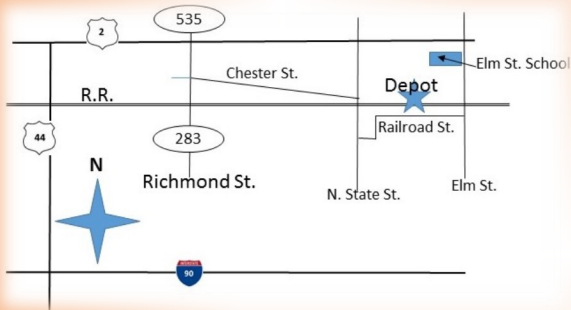 535
2
Elm St. School
Chester St.
Depot
R.R.
Railroad St.
44
283
N
Richmond St.
N. State St.
Elm St.
90